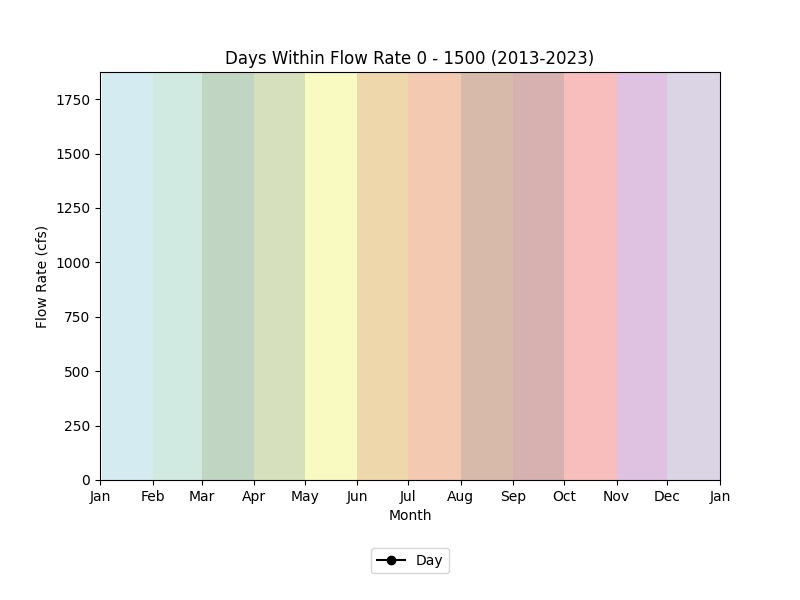 Days Within Flow Rate 0 - 1500 (2013-2023)
Flow Rate (cfs)
1750
1500
1250
1000
750
500
250
0
Jan Feb Mar Apr May Jun Jul Aug Sep Oct Nov Dec Jan
Month
Day